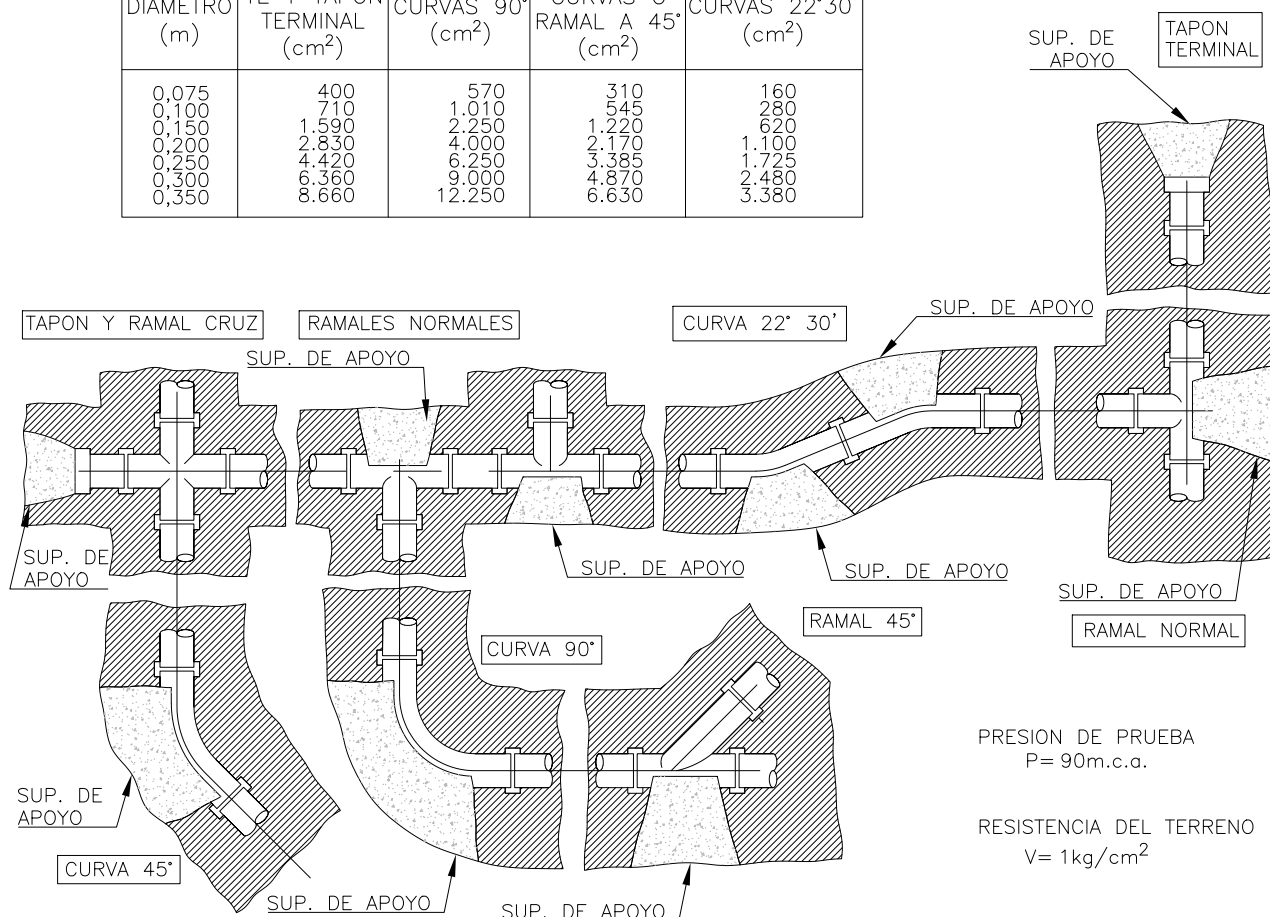 DIAMETRO
(m)
TE Y TAPON
TERMINAL
(cm²)
CURVAS 90°
(cm²)
CURVAS O
RAMAL A 45°
(cm²)
CURVAS 22°30'
(cm²)
0,075 400 570 310 160
0,100 710 1.010 545 280
0,150 1.590 2.250 1.220 620
0,200 2.830 4.000 2.170 1.100
0,250 4.420 6.250 3.385 1.725
0,300 6.360 9.000 4.870 2.480
0,350 8.660 12.250 6.630 3.380
SUP. DE
APOYO
TAPON
TERMINAL
TAPON Y RAMAL CRUZ
RAMALES NORMALES
SUP. DE APOYO
CURVA 22° 30'
SUP. DE APOYO
SUP. DE
APOYO
SUP. DE APOYO
SUP. DE APOYO
SUP. DE APOYO
RAMAL NORMAL
RAMAL 45°
CURVA 90°
SUP. DE
APOYO
CURVA 45°
SUP. DE APOYO
SUP. DE APOYO
PRESION DE PRUEBA
P= 90m.c.a.
RESISTENCIA DEL TERRENO
V= 1kg/cm²